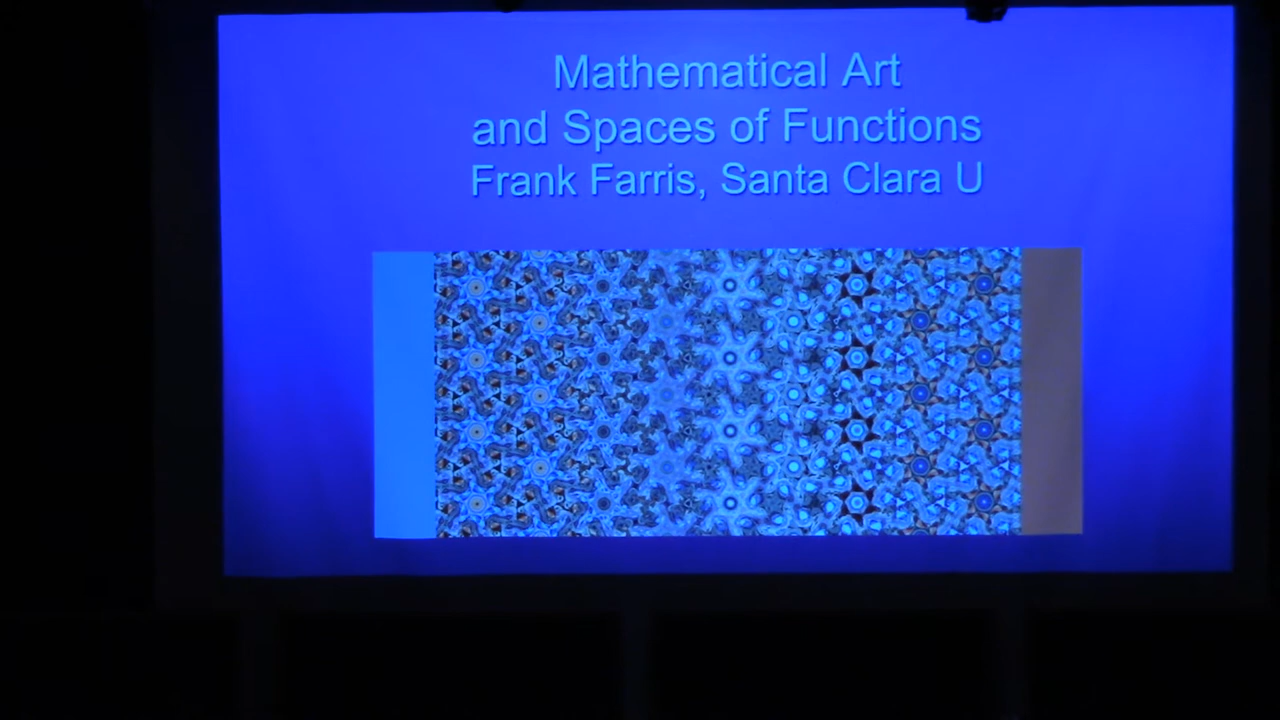 Mathematical Art
and Spaces of Functions
Frank Farris, Santa Clara U